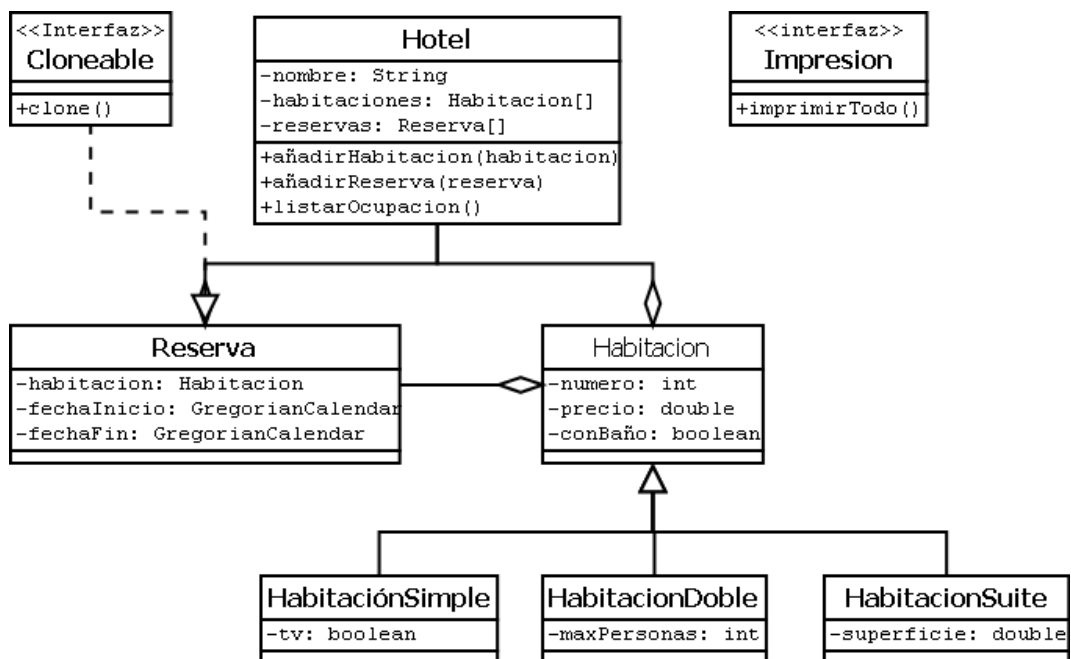 <<Interfaz>>
Cloneable
+clone()
Hotel
-nombre: String
-habitaciones: Habitacion[]
-reservas: Reserva[]
+añadirHabitacion(habitacion)
+añadirReserva(reserva)
+listarOcupacion()
<<interfaz>>
Impresion
+imprimirTodo()
Reserva
-habitacion: Habitacion
-fechaInicio: GregorianCalendar
-fechaFin: GregorianCalendar
Habitacion
-numero: int
-precio: double
-conBaño: boolean
HabitaciónSimple
-tv: boolean
HabitacionDoble
-maxPersonas: int
HabitacionSuite
-superficie: double